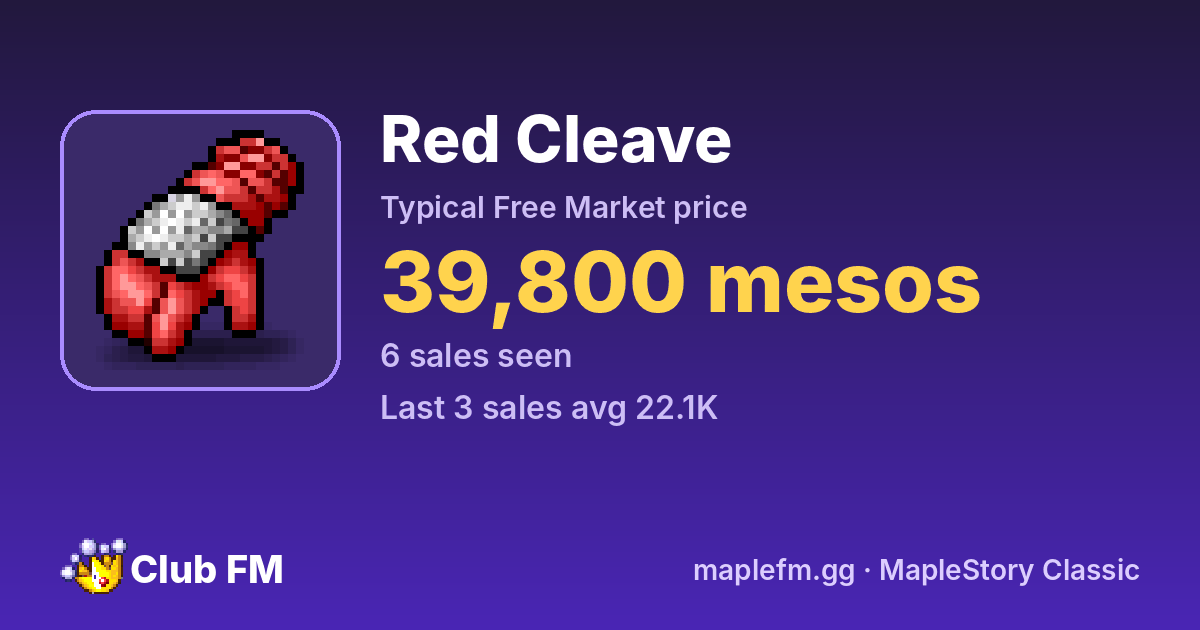 Red Cleave
Typical Free Market price
39,800 mesos
6 sales seen
Last 3 sales avg 22.1K
Club FM
maplefm.gg · MapleStory Classic